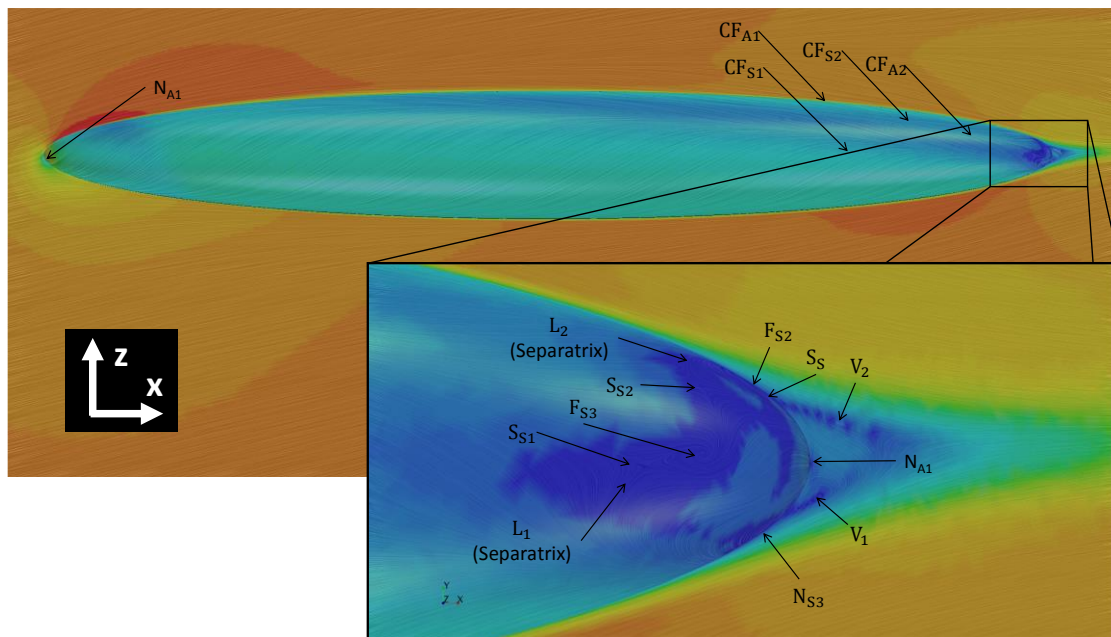 CF_A1
CF_S2
CF_S1
CF_A2
N_A1
z
x
L_2
(Separatrix)
F_S2
S_S
V_2
S_S2
F_S3
S_S1
N_A1
L_1
(Separatrix)
V_1
N_S3
Y
Z X